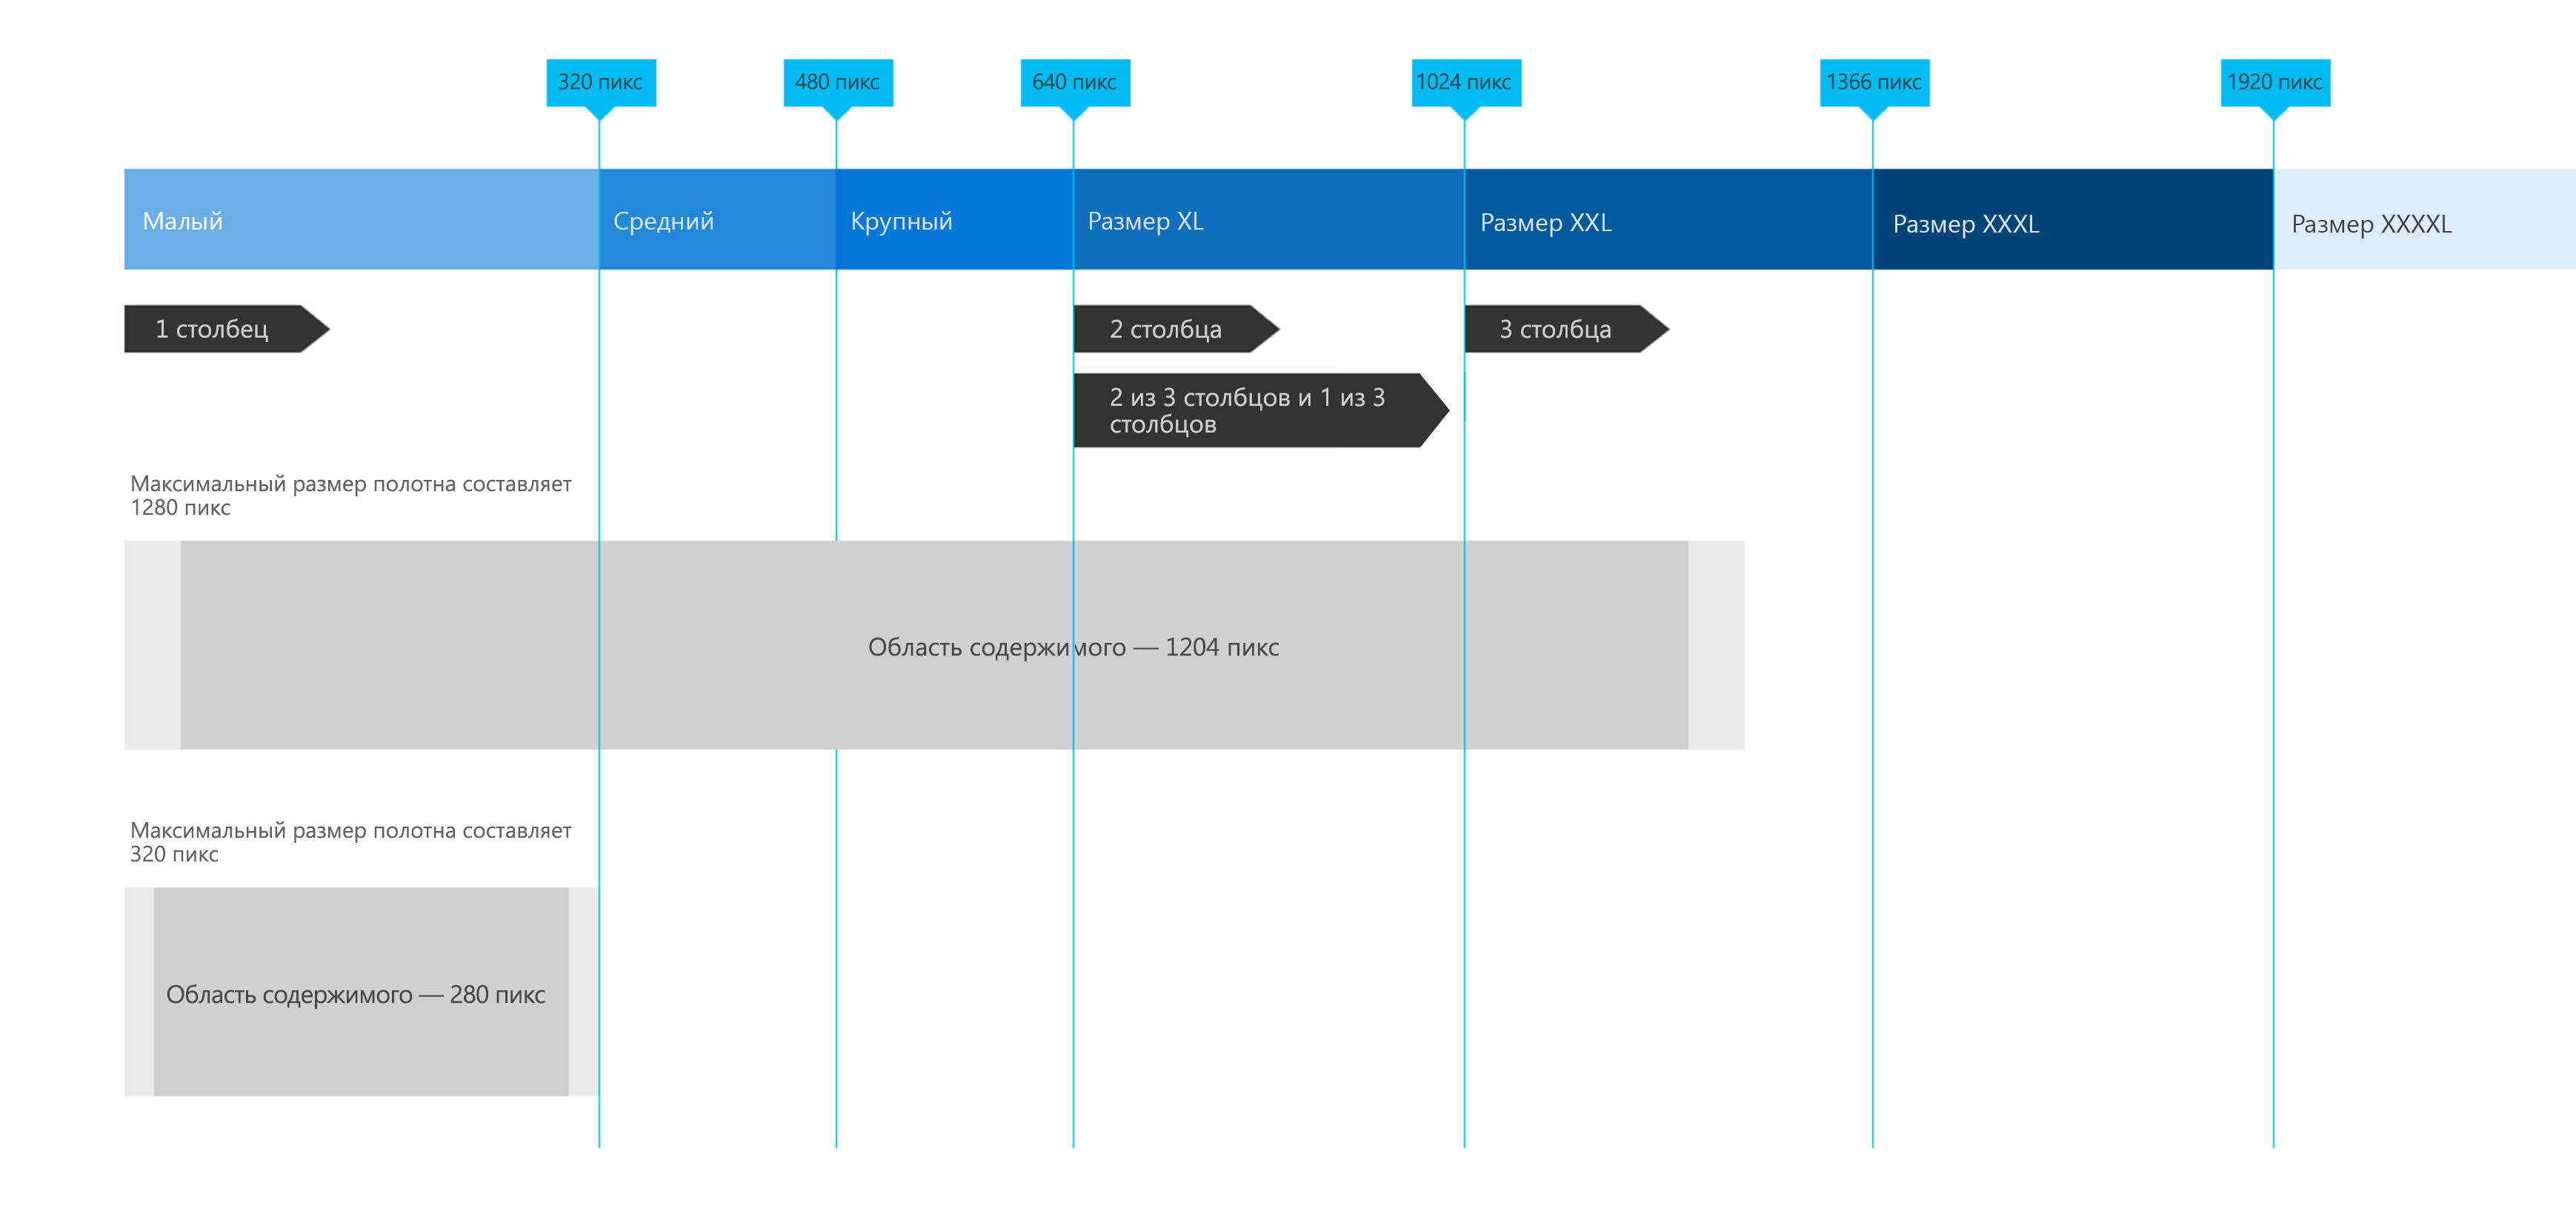 320 пикс
480 пикс
640 пикс
1024 пикс
1366 пикс
1920 пикс
Малый
Средний
Крупный
Размер XL
Размер XXL
Размер XXXL
Размер XXXXL
1 столбец
2 столбца
3 столбца
2 из 3 столбцов и 1 из 3
столбцов
Максимальный размер полотна составляет
1280 пикс
Область содержимого — 1204 пикс
Максимальный размер полотна составляет
320 пикс
Область содержимого — 280 пикс